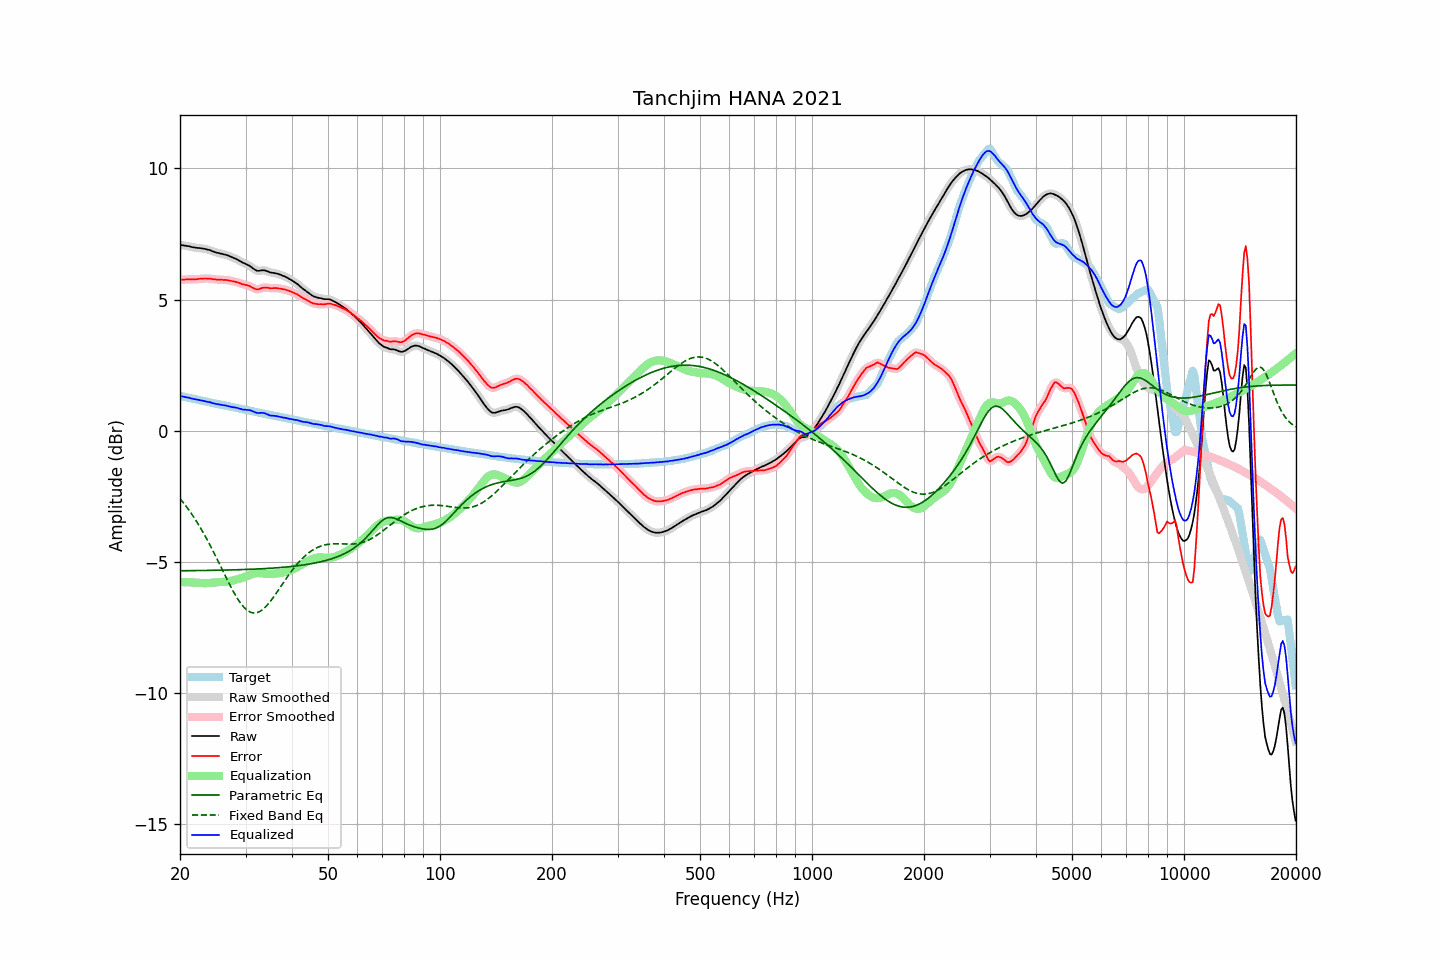 Tanchjim HANA 2021
Amplitude (dBr)
10
5
0
−5
−10
−15
Target
Raw Smoothed
Error Smoothed
Raw
Error
Equalization
Parametric Eq
Fixed Band Eq
Equalized
20 50 100 200 500 1000 2000 5000 10000 20000
Frequency (Hz)